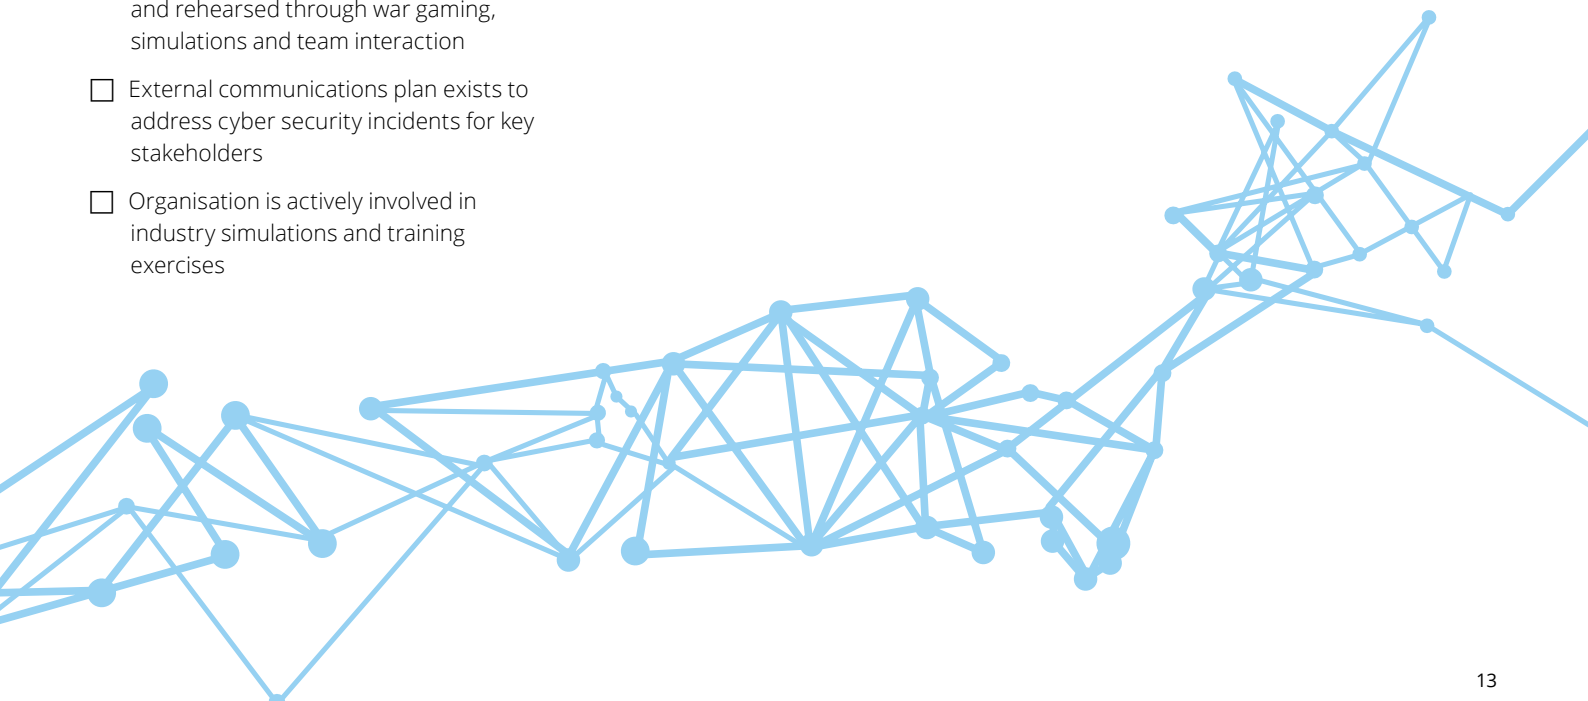 and rehearsed through war gaming,
simulations and team interaction
External communications plan exists to
address cyber security incidents for key
stakeholders
Organisation is actively involved in
industry simulations and training
exercises
13